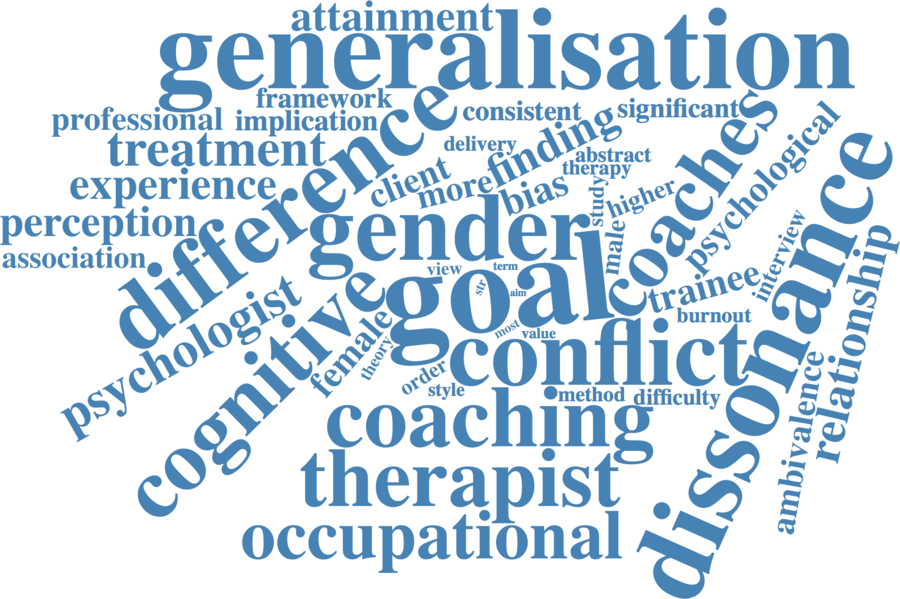 attainment
generalisation
framework
professional
implication
consistent
significant
difference
treatment
delivery
finding
coaches
psychological
experience
client
more
bias
abstract
therapy
study
higher
perception
association
gender
male
dissonance
view
term
goal
str
aim
trainee
interview
relationship
psychologist
cognitive
female
theory
most
value
burnout
conflict
order
style
method
difficulty
ambivalence
coaching
therapist
occupational